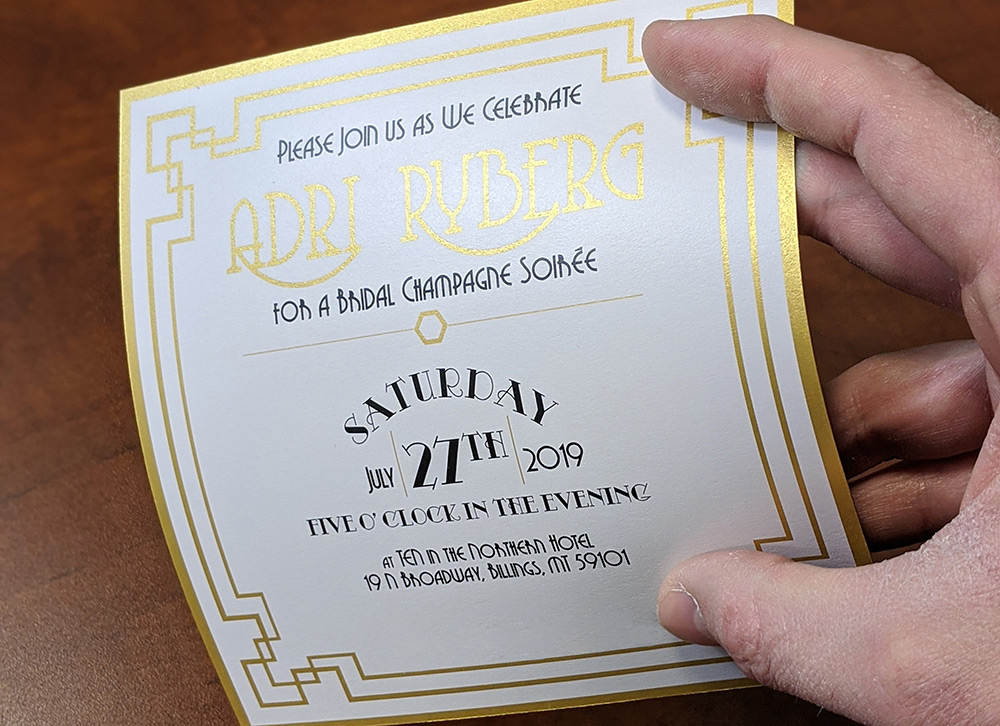 Please Join us as We Celebrate
ADRI RYBERG
for a Bridal Champagne Soirée
SATURDAY
July 27TH 2019
FIVE O' CLOCK IN THE EVENING
at TEN in the Northern Hotel
19 N Broadway, Billings, MT 59101